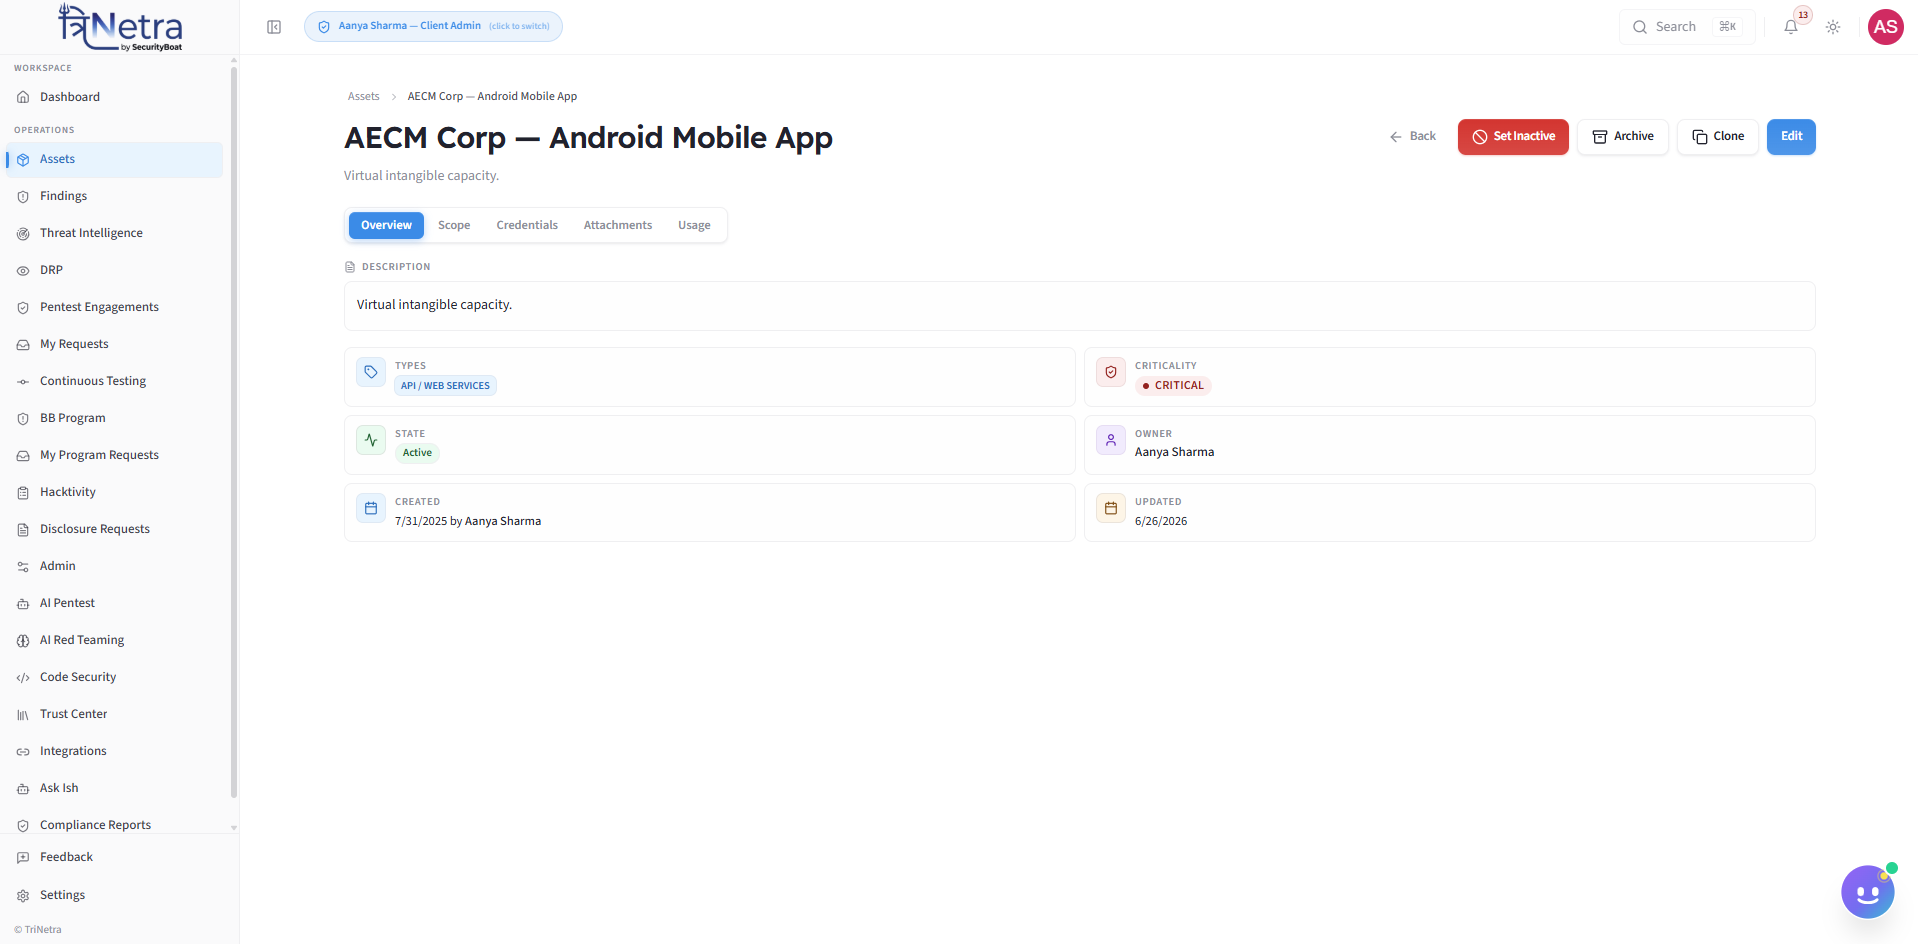 त्रिNetra
by SecurityBoat
WORKSPACE
Dashboard
OPERATIONS
Assets
Findings
Threat Intelligence
DRP
Pentest Engagements
My Requests
Continuous Testing
BB Program
My Program Requests
Hacktivity
Disclosure Requests
Admin
AI Pentest
AI Red Teaming
Code Security
Trust Center
Integrations
Ask Ish
Compliance Reports
Feedback
Settings
© TriNetra
Aanya Sharma — Client Admin (click to switch)
Search ⌘K
13
AS
Assets > AECM Corp — Android Mobile App
AECM Corp — Android Mobile App
Back
Set Inactive
Archive
Clone
Edit
Virtual intangible capacity.
Overview Scope Credentials Attachments Usage
DESCRIPTION
Virtual intangible capacity.
TYPES
API / WEB SERVICES
CRITICALITY
CRITICAL
STATE
Active
OWNER
Aanya Sharma
CREATED
7/31/2025 by Aanya Sharma
UPDATED
6/26/2026